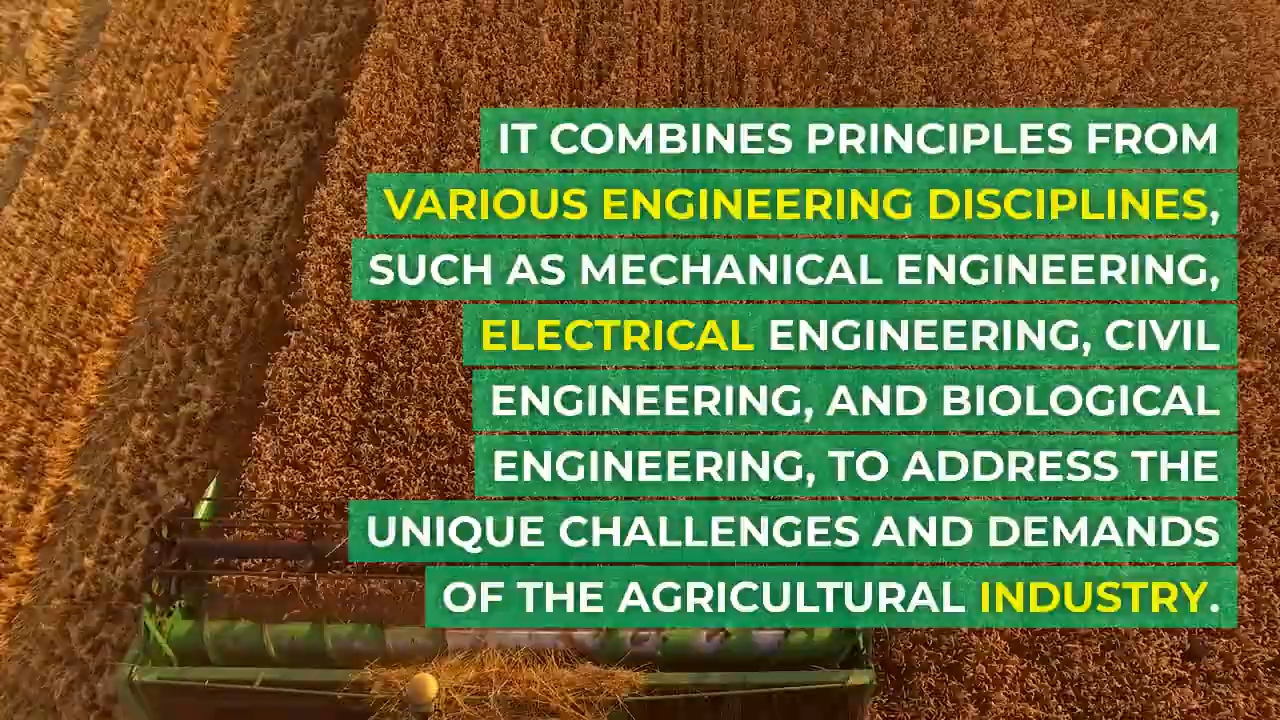 IT COMBINES PRINCIPLES FROM
VARIOUS ENGINEERING DISCIPLINES,
SUCH AS MECHANICAL ENGINEERING,
ELECTRICAL ENGINEERING, CIVIL
ENGINEERING, AND BIOLOGICAL
ENGINEERING, TO ADDRESS THE
UNIQUE CHALLENGES AND DEMANDS
OF THE AGRICULTURAL INDUSTRY.